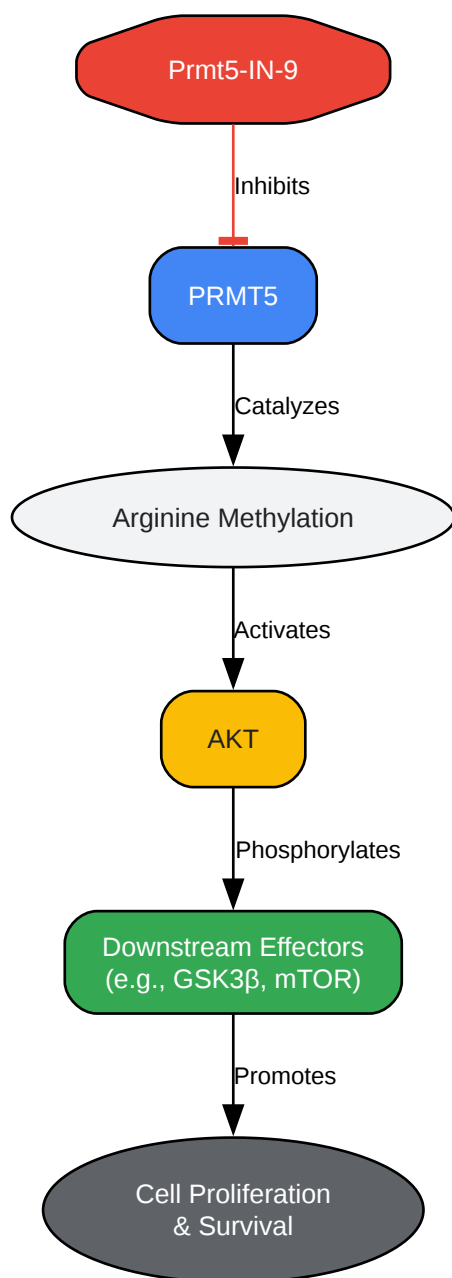 Prmt5-IN-9
Inhibits
PRMT5
Catalyzes
Arginine Methylation
Activates
AKT
Phosphorylates
Downstream Effectors
(e.g., GSK3β, mTOR)
Promotes
Cell Proliferation
& Survival